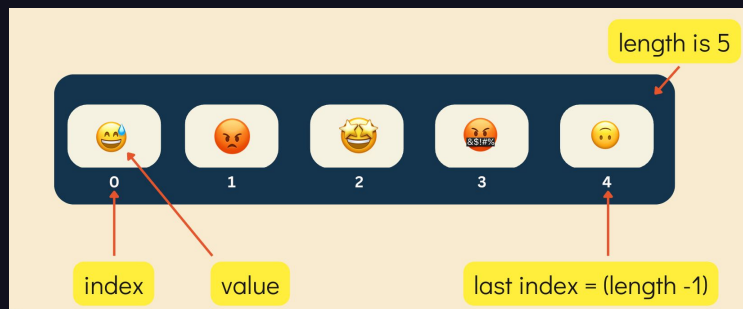 length is 5
&$!#%
0 1 2 3 4
index value last index = (length -1)